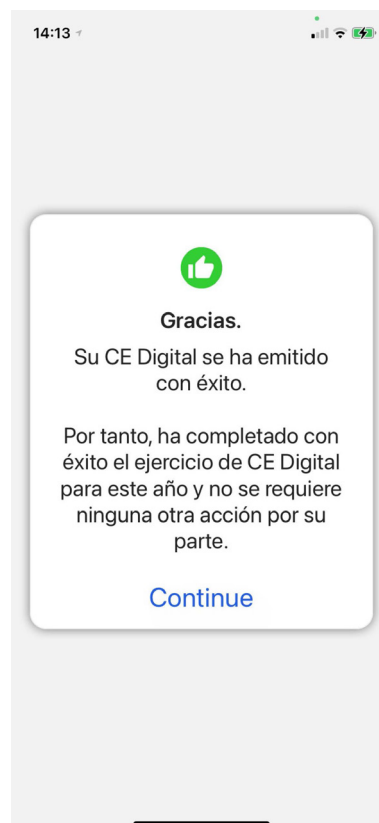 14:13
Gracias.
Su CE Digital se ha emitido
con éxito.
Por tanto, ha completado con
éxito el ejercicio de CE Digital
para este año y no se requiere
ninguna otra acción por su
parte.
Continue